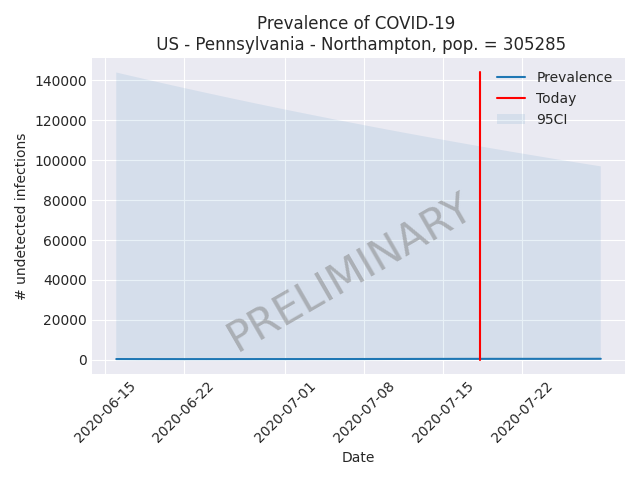 Prevalence of COVID-19
US - Pennsylvania - Northampton, pop. = 305285
Prevalence
Today
95CI
140000
120000
100000
80000
60000
40000
20000
0
# undetected infections
PRELIMINARY
2020-06-15
2020-06-22
2020-07-01
2020-07-08
2020-07-15
2020-07-22
Date